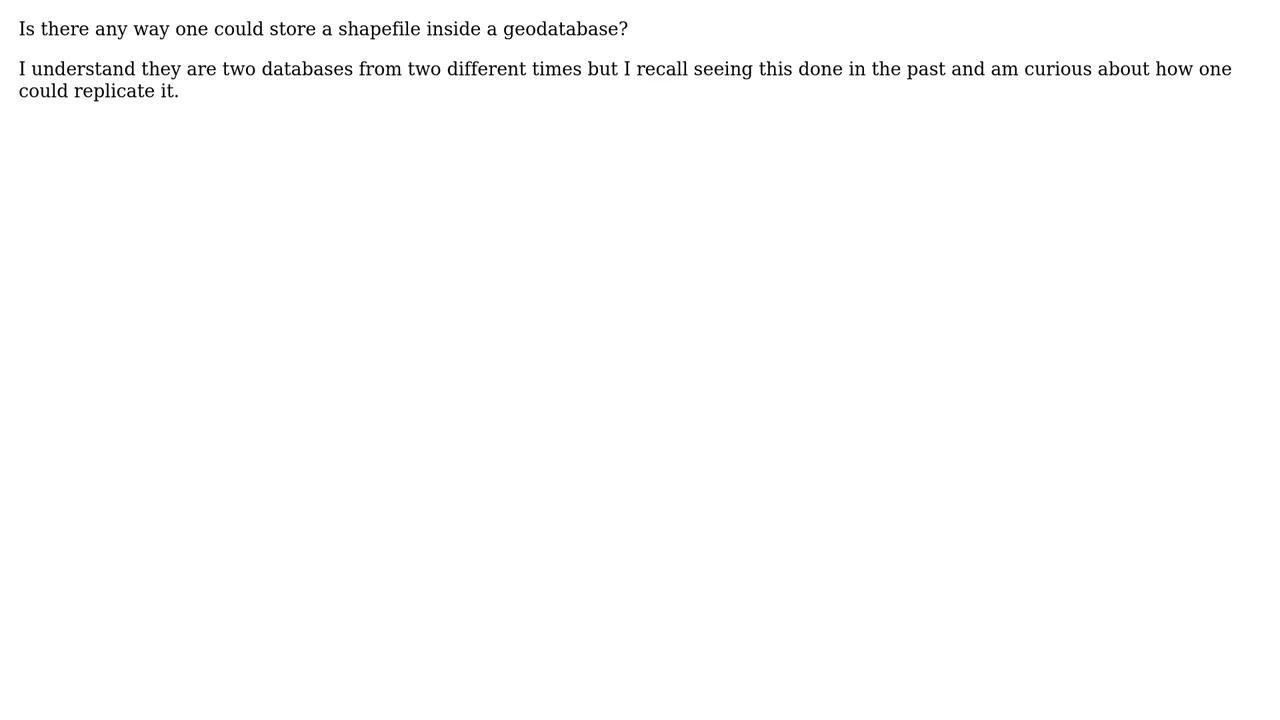 Is there any way one could store a shapefile inside a geodatabase?
I understand they are two databases from two different times but I recall seeing this done in the past and am curious about how one
could replicate it.